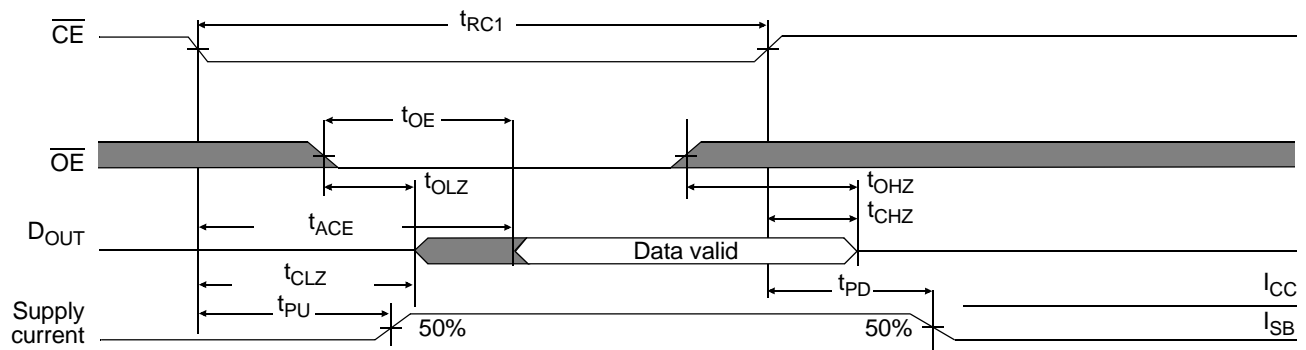 tRC1
CE
tOE
OE
tOLZ
tOHZ
tACE
tCHZ
DOUT
Data valid
tCLZ
tPD
ICC
tPU
Supply
current
50%
50%
ISB